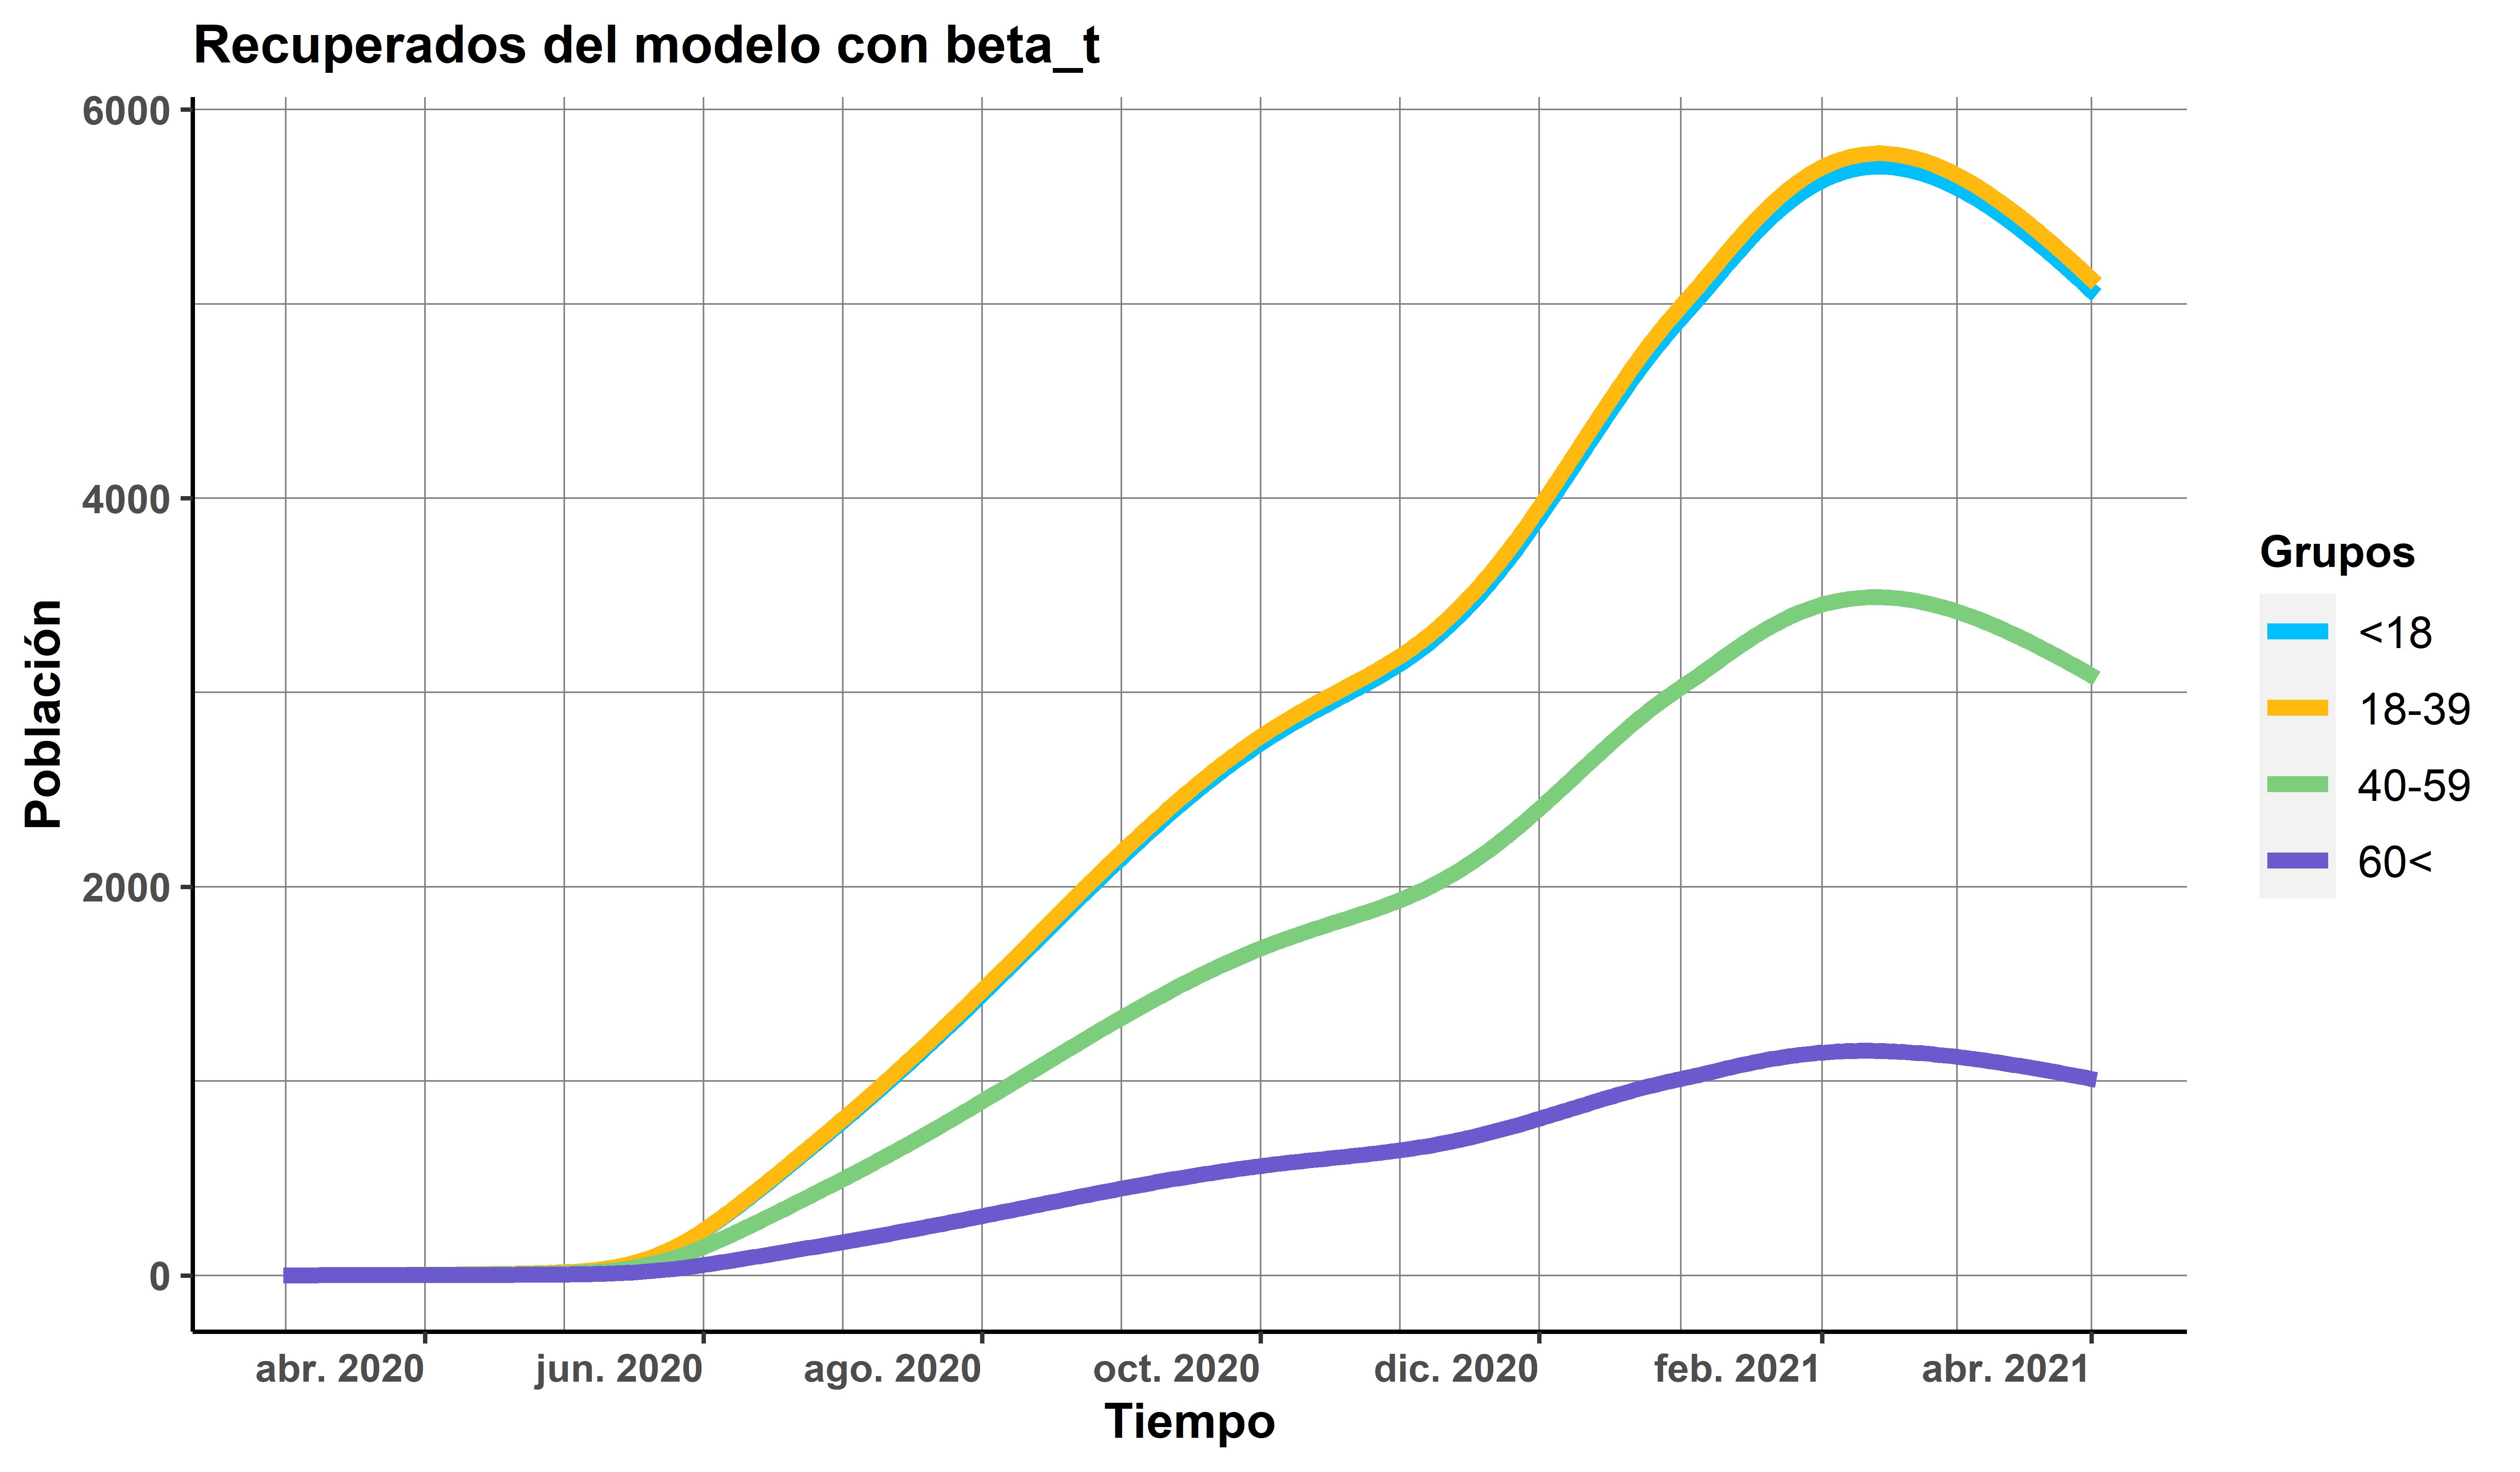 Recuperados del modelo con beta_t
6000
4000
2000
0
Población
abr. 2020 jun. 2020 ago. 2020 oct. 2020 dic. 2020 feb. 2021 abr. 2021
Tiempo
Grupos
<18
18-39
40-59
60<